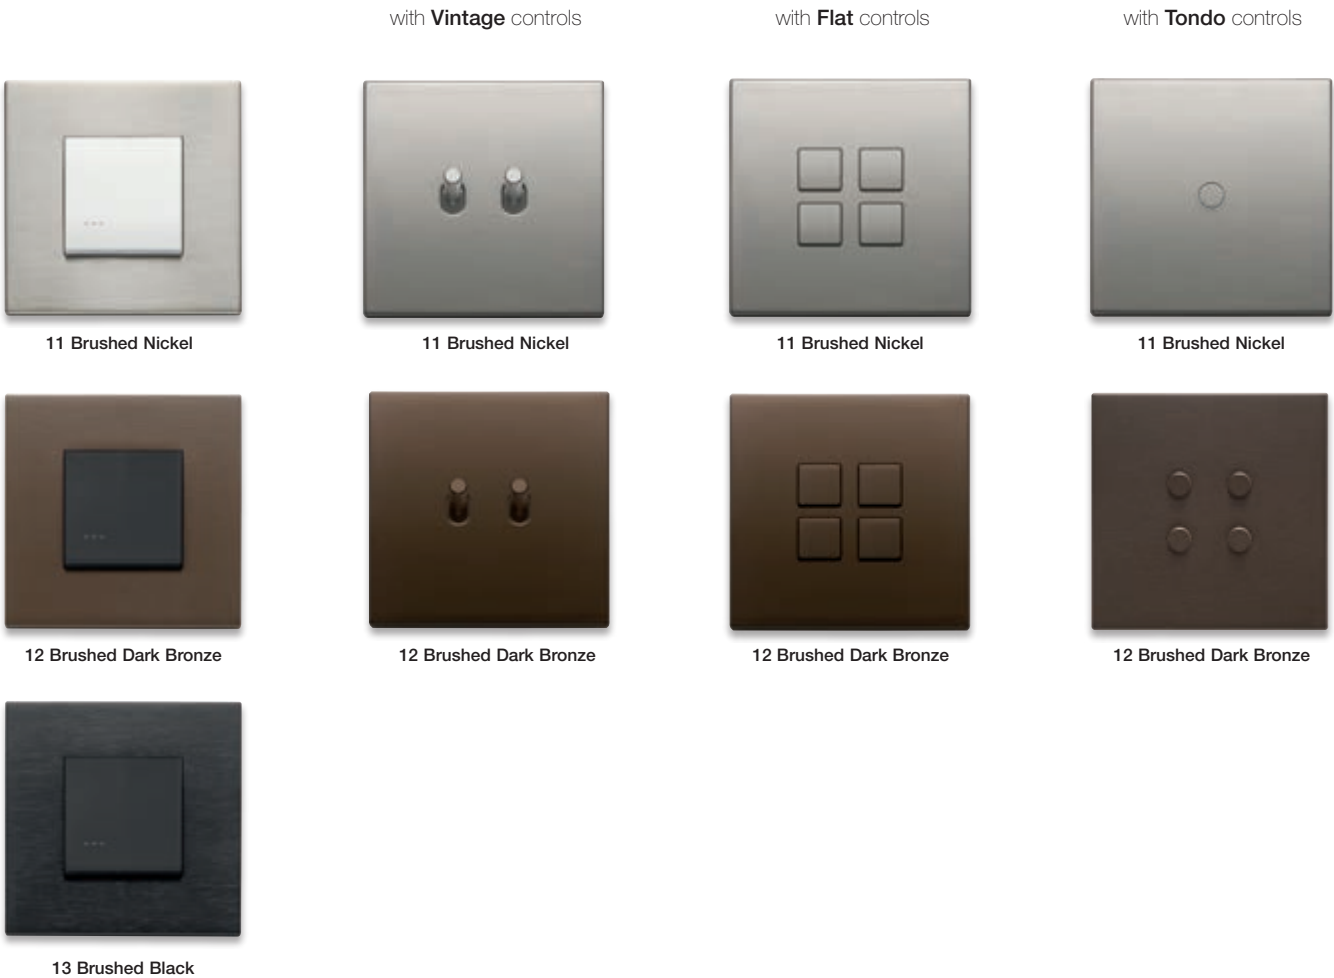 with Vintage controls
with Flat controls
with Tondo controls
11 Brushed Nickel
11 Brushed Nickel
11 Brushed Nickel
11 Brushed Nickel
12 Brushed Dark Bronze
12 Brushed Dark Bronze
12 Brushed Dark Bronze
12 Brushed Dark Bronze
13 Brushed Black